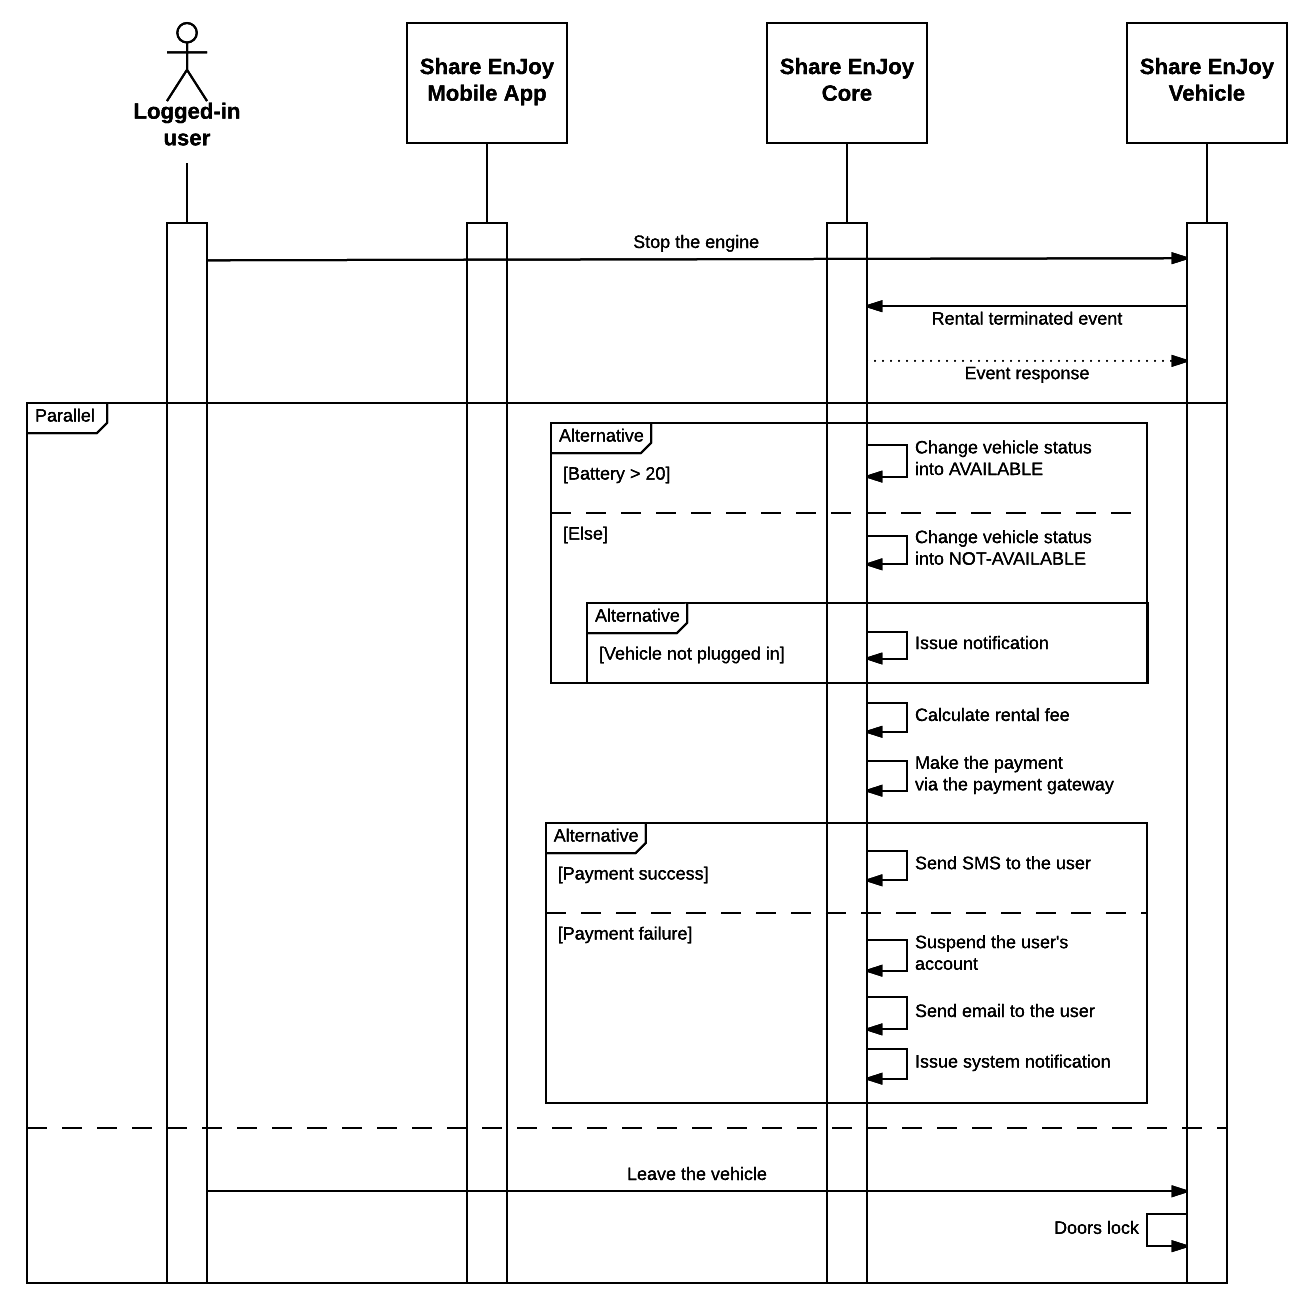 Logged-in
user
Share EnJoy
Mobile App
Share EnJoy
Core
Share EnJoy
Vehicle
Stop the engine
Rental terminated event
Event response
Parallel
Alternative
[Battery > 20]
Change vehicle status
into AVAILABLE
[Else]
Change vehicle status
into NOT-AVAILABLE
Alternative
[Vehicle not plugged in]
Issue notification
Calculate rental fee
Make the payment
via the payment gateway
Alternative
[Payment success]
Send SMS to the user
[Payment failure]
Suspend the user's
account
Send email to the user
Issue system notification
Leave the vehicle
Doors lock